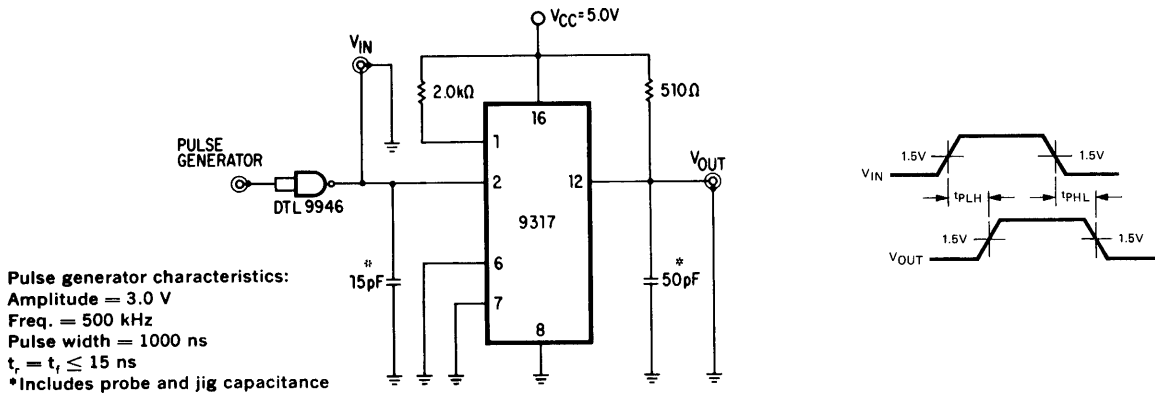 VCC=5.0V
VIN
2.0kΩ
510Ω
16
1
PULSE
GENERATOR
DTL 9946
2
12
VOUT
9317
*
15pF
6
7
8
*
50pF
Pulse generator characteristics:
Amplitude = 3.0 V
Freq. = 500 kHz
Pulse width = 1000 ns
tr = tf ≤ 15 ns
*Includes probe and jig capacitance
1.5V
1.5V
VIN
tPLH
tPHL
1.5V
1.5V
VOUT